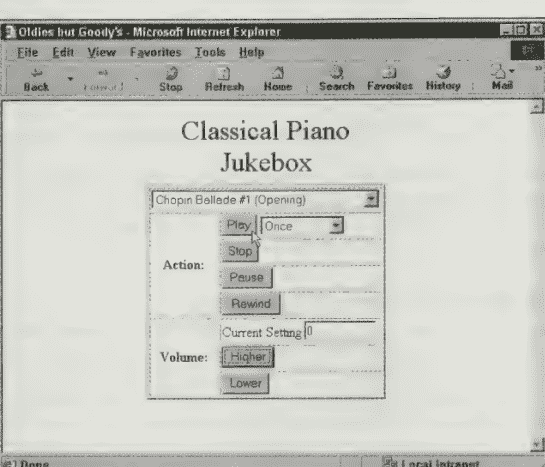 Oldies but Goody's - Microsoft Internet Explorer
File Edit View Favorites Tools Help
Back Forward Stop Refresh Home Search Favorites History Mail
Classical Piano
Jukebox
Chopin Ballade #1 (Opening)
Play Once
Stop
Action:
Pause
Rewind
Current Setting 0
Volume: Higher
Lower
Done Local intranet